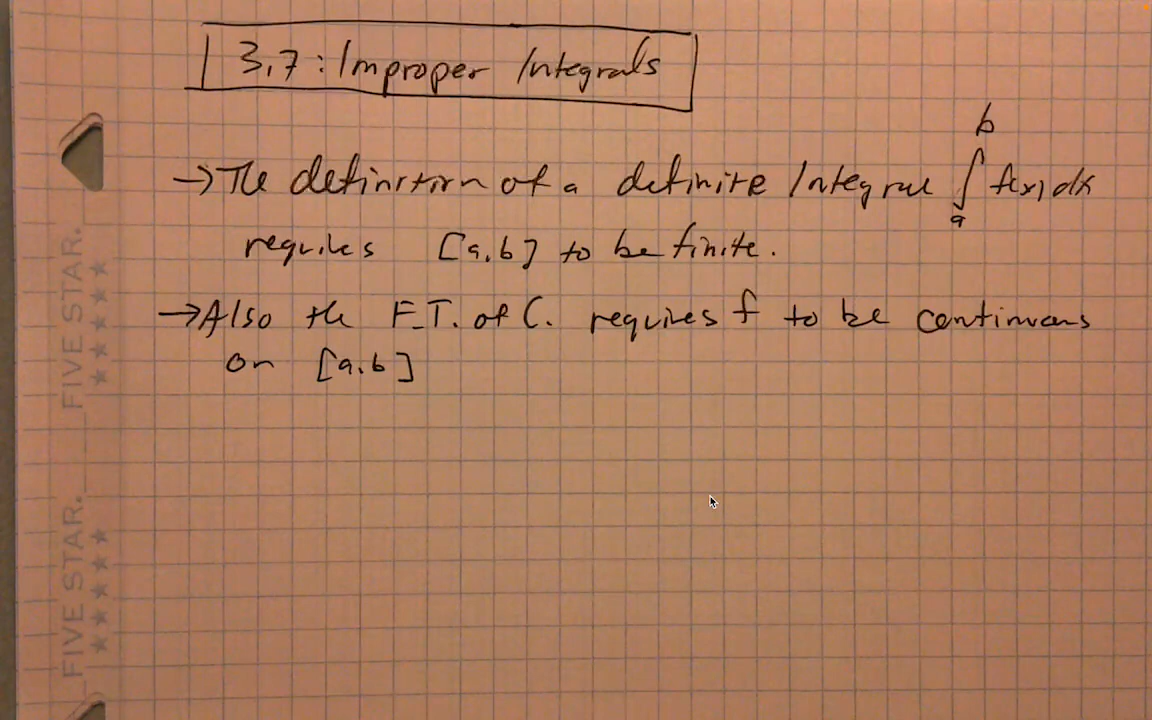 3.7: Improper Integrals
→ The definition of a definite Integral ∫_a^b f(x) dx
requires [a,b] to be finite.
→ Also the F.T. of C. requires f to be continuous
on [a,b]
FIVE STAR.
★★★★
FIVE STAR.
★★★★